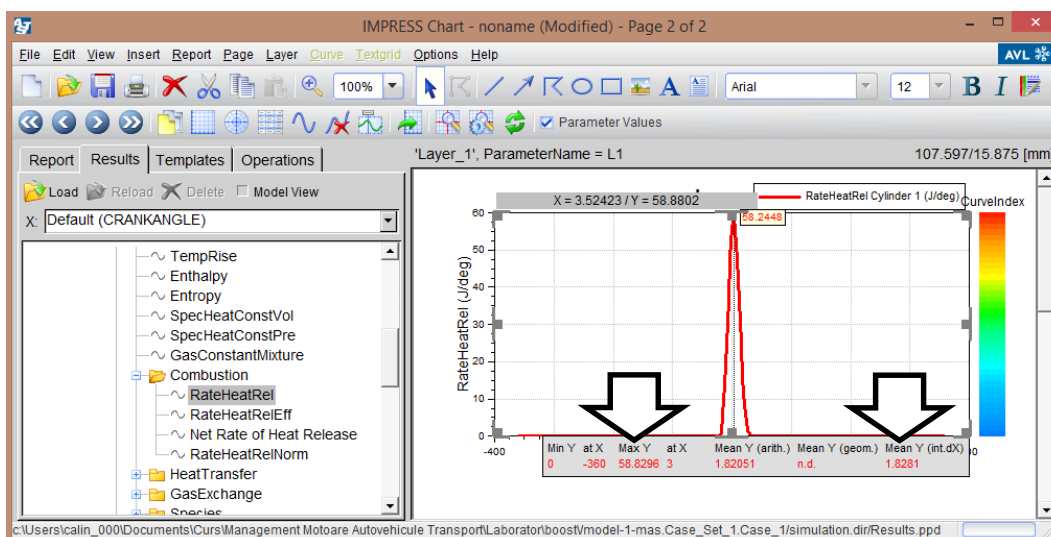 IMPRESS Chart - noname (Modified) - Page 2 of 2
File Edit View Insert Report Page Layer Curve Textgrid Options Help
AVL
100%
A
Arial
12
B I
Parameter Values
Report Results Templates Operations
'Layer_1', ParameterName = L1
107.597/15.875 [mm
Load Reload Delete Model View
X: Default (CRANKANGLE)
TempRise
Enthalpy
Entropy
SpecHeatConstVol
SpecHeatConstPre
GasConstantMixture
Combustion
RateHeatRel
RateHeatRelEff
Net Rate of Heat Release
RateHeatRelNorm
HeatTransfer
GasExchange
Species
X = 3.52423 / Y = 58.8802
RateHeatRel Cylinder 1 (J/deg)
CurveIndex
58.2448
RateHeatRel (J/deg)
60
50
40
30
20
10
0
-400
Min Y at X Max Y at X Mean Y (arith.) Mean Y (geom.) Mean Y (int.dX)
0 -360 58.8296 3 1.82051 n.d. 1.8281
c:\Users\calin_000\Documents\Curs\Management Motoare Autovehicule Transport\Laborator\boost\model-1-mas.Case_Set_1.Case_1/simulation.dir/Results.ppd